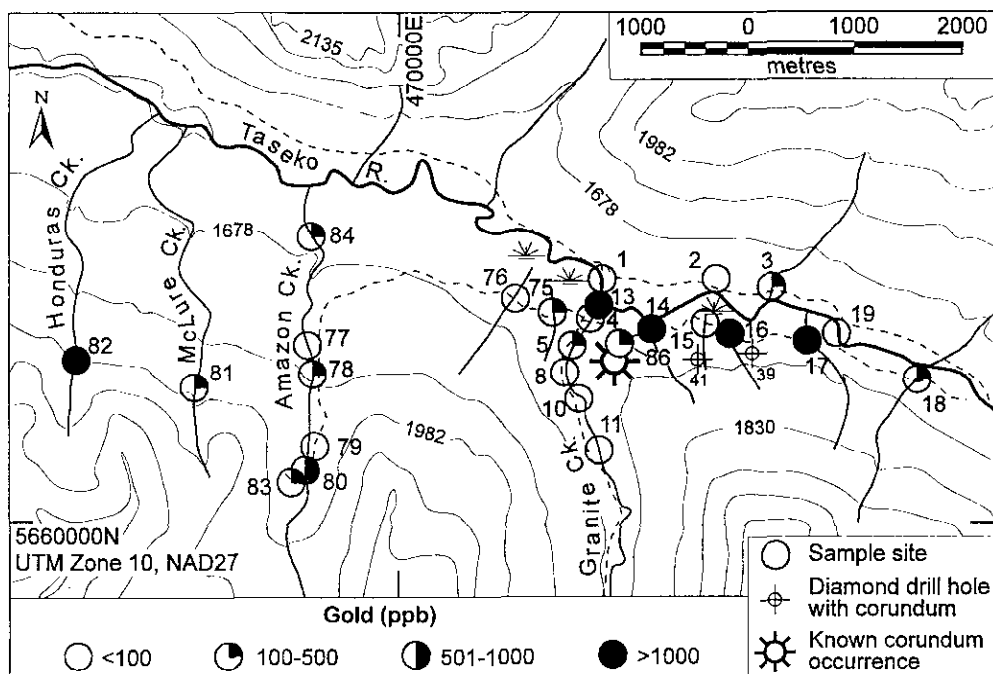 1000 0 1000 2000
metres
2135
470000E
N
Taseko R.
1982
1678
Honduras Ck.
McLure Ck.
1678
84
Amazon Ck.
76
75
1
2
3
13
4
14
15
16
19
82
81
77
78
5
8
86
41
39
17
18
10
11
79
1982
1830
83
80
Granite Ck.
5660000N
UTM Zone 10, NAD27
Gold (ppb)
<100
100-500
501-1000
>1000
Sample site
Diamond drill hole
with corundum
Known corundum
occurrence